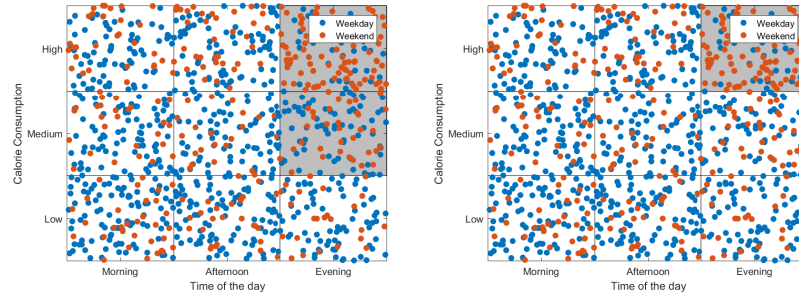 Weekday
Weekend
High
Medium
Low
Calorie Consumption
Morning
Afternoon
Evening
Time of the day
Weekday
Weekend
High
Medium
Low
Calorie Consumption
Morning
Afternoon
Evening
Time of the day